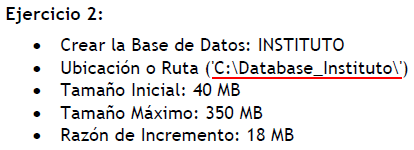 Ejercicio 2:
• Crear la Base de Datos: INSTITUTO
• Ubicación o Ruta ('C:\Database_Instituto\')
• Tamaño Inicial: 40 MB
• Tamaño Máximo: 350 MB
• Razón de Incremento: 18 MB